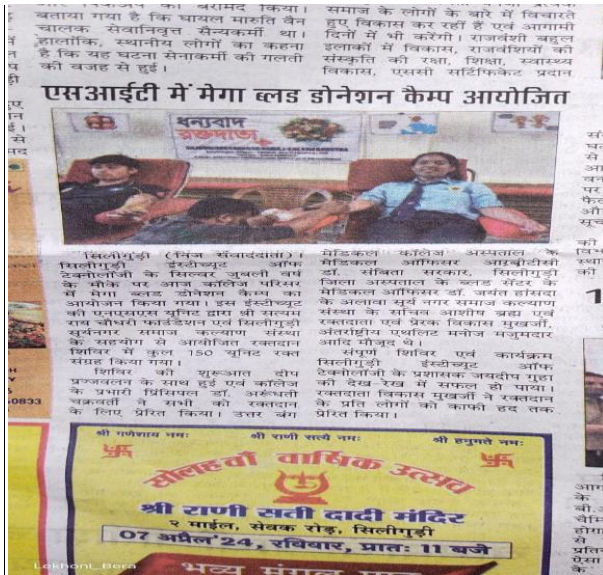 बताया गया है कि घायल मारुति वैन
चालक सेवानिवृत्त सैन्यकर्मी था।
हालांकि, स्थानीय लोगों का कहना
है कि यह घटना सेनाकर्मी की गलती
की वजह से हुई।
समाज के लोगों के बारे में विचारते
हुए विकास कर रहीं हैं एवं आगामी
दिनों में भी करेंगी। राजवंशी बहुल
इलाकों में विकास, राजवंशियों की
संस्कृति की रक्षा, शिक्षा, स्वास्थ्य
विकास, एससी सर्टिफिकेट प्रदान
एसआईटी में मेगा ब्लड डोनेशन कैम्प आयोजित
धन्यवाद
रक्तदाता
सिलीगुड़ी (निज संवाददाता)।
सिलीगुड़ी इंस्टीच्यूट ऑफ
टेक्नोलॉजी के सिल्वर जुबली वर्ष
के मौके पर आज कॉलेज परिसर
में मेगा ब्लड डोनेशन कैम्प का
आयोजन किया गया। इस इंस्टीच्यूट
की एनएसएस यूनिट द्वारा श्री सत्यम
राय चौधरी फाउंडेशन एवं सिलीगुड़ी
सूर्यनगर समाज कल्याण संस्था
के सहयोग से आयोजित रक्तदान
शिविर में कुल 150 यूनिट रक्त
संग्रह किया गया।
शिविर की शुरूआत दीप
प्रज्जवलन के साथ हुई एवं कॉलेज
के प्रभारी प्रिंसिपल डॉ. अरूंधती
चक्रवर्ती ने सभी को रक्तदान
के लिए प्रेरित किया। उत्तर बंग
मेडिकल कॉलेज अस्पताल के
मेडिकल ऑफिसर आइबीटीसी
डॉ. संबिता सरकार, सिलीगुड़ी
जिला अस्पताल के ब्लड सेंटर के
मेडिकल ऑफिसर डॉ. जयंत हांसदा
के अलावा सूर्य नगर समाज कल्याण
संस्था के सचिव आशीष ब्रह्म एवं
रक्तदाता एवं प्रेरक विकास मुखर्जी,
अंतर्राष्ट्रीय एथलिट मनोज मजुमदार
आदि मौजूद थे।
संपूर्ण शिविर एवं कार्यक्रम
सिलीगुड़ी इंस्टीच्यूट ऑफ
टेक्नोलॉजी के प्रशासक जयदीप गुहा
की देख रेख में सफल हो पाया।
रक्तदाता विकास मुखर्जी ने रक्तदान
के प्रति लोगों को काफी हद तक
प्रेरित किया।
श्री गणेशाय नमः श्री राणी सत्यै नमः श्री हनुमते नमः
सोलहवाँ वार्षिक उत्सव
श्री राणी सती दादी मंदिर
२ माईल, सेवक रोड, सिलीगुड़ी
07 अप्रैल'24, रविवार, प्रातः 11 बजे
भव्य मंगल
50833
Lekhoni_Bera